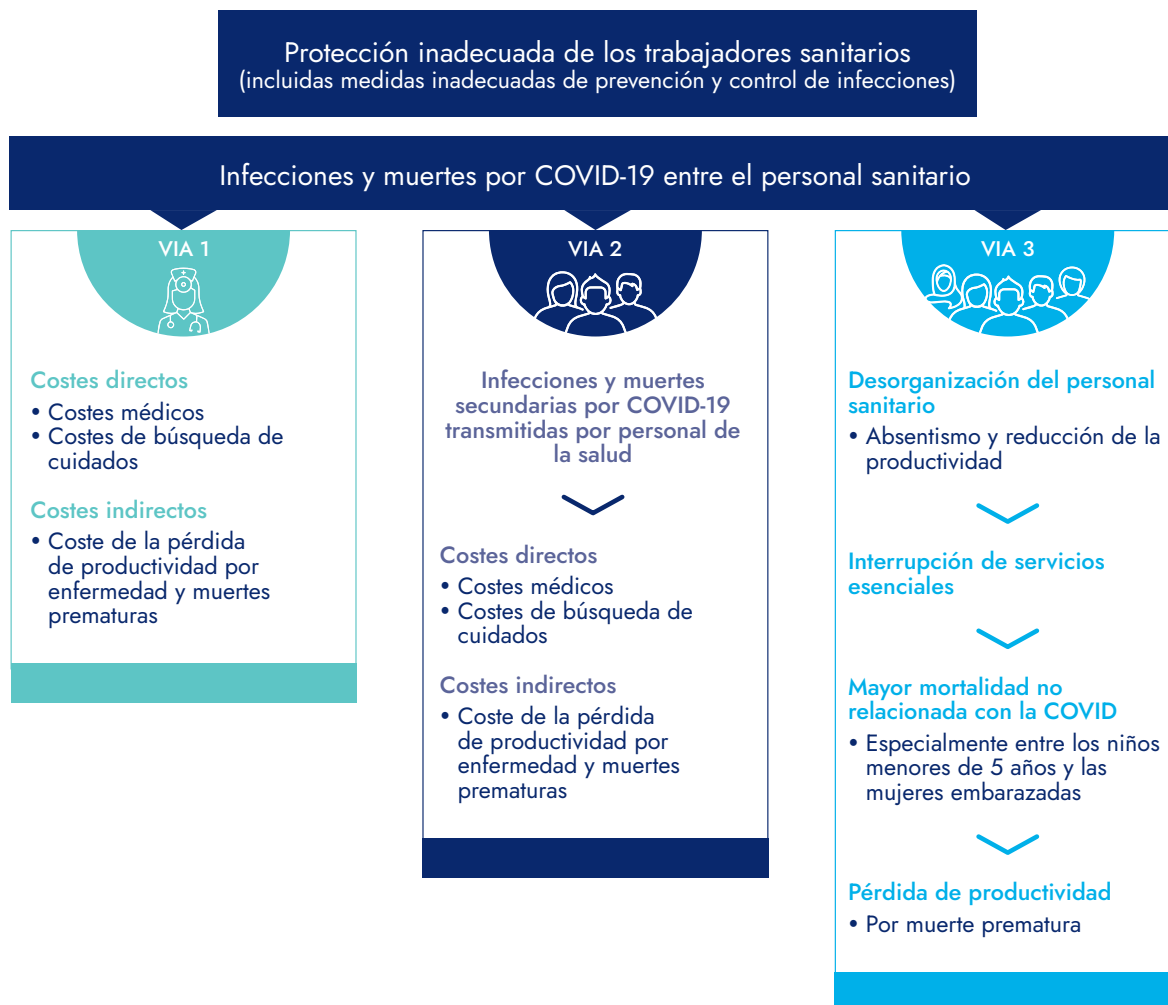 Protección inadecuada de los trabajadores sanitarios
(incluidas medidas inadecuadas de prevención y control de infecciones)
Infecciones y muertes por COVID-19 entre el personal sanitario
VIA 1
Costes directos
• Costes médicos
• Costes de búsqueda de
cuidados
Costes indirectos
• Coste de la pérdida
de productividad por
enfermedad y muertes
prematuras
VIA 2
Infecciones y muertes
secundarias por COVID-19
transmitidas por personal de
la salud
Costes directos
• Costes médicos
• Costes de búsqueda de
cuidados
Costes indirectos
• Coste de la pérdida
de productividad por
enfermedad y muertes
prematuras
VIA 3
Desorganización del personal
sanitario
• Absentismo y reducción de la
productividad
Interrupción de servicios
esenciales
Mayor mortalidad no
relacionada con la COVID
• Especialmente entre los niños
menores de 5 años y las
mujeres embarazadas
Pérdida de productividad
• Por muerte prematura